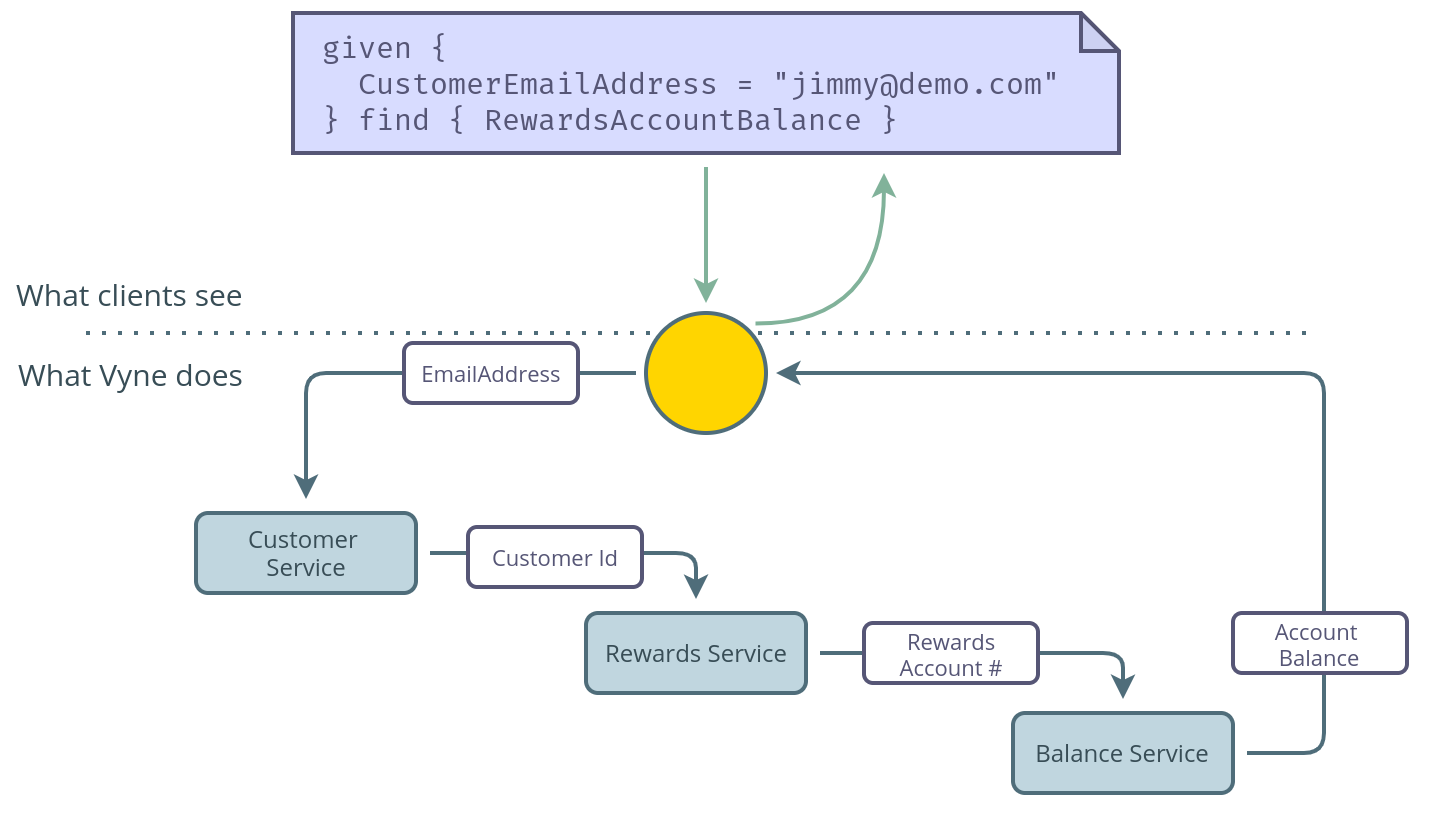 given {
  CustomerEmailAddress = "jimmy@demo.com"
} find { RewardsAccountBalance }
What clients see
What Vyne does
EmailAddress
Customer
Service
Customer Id
Rewards Service
Rewards
Account #
Account
Balance
Balance Service